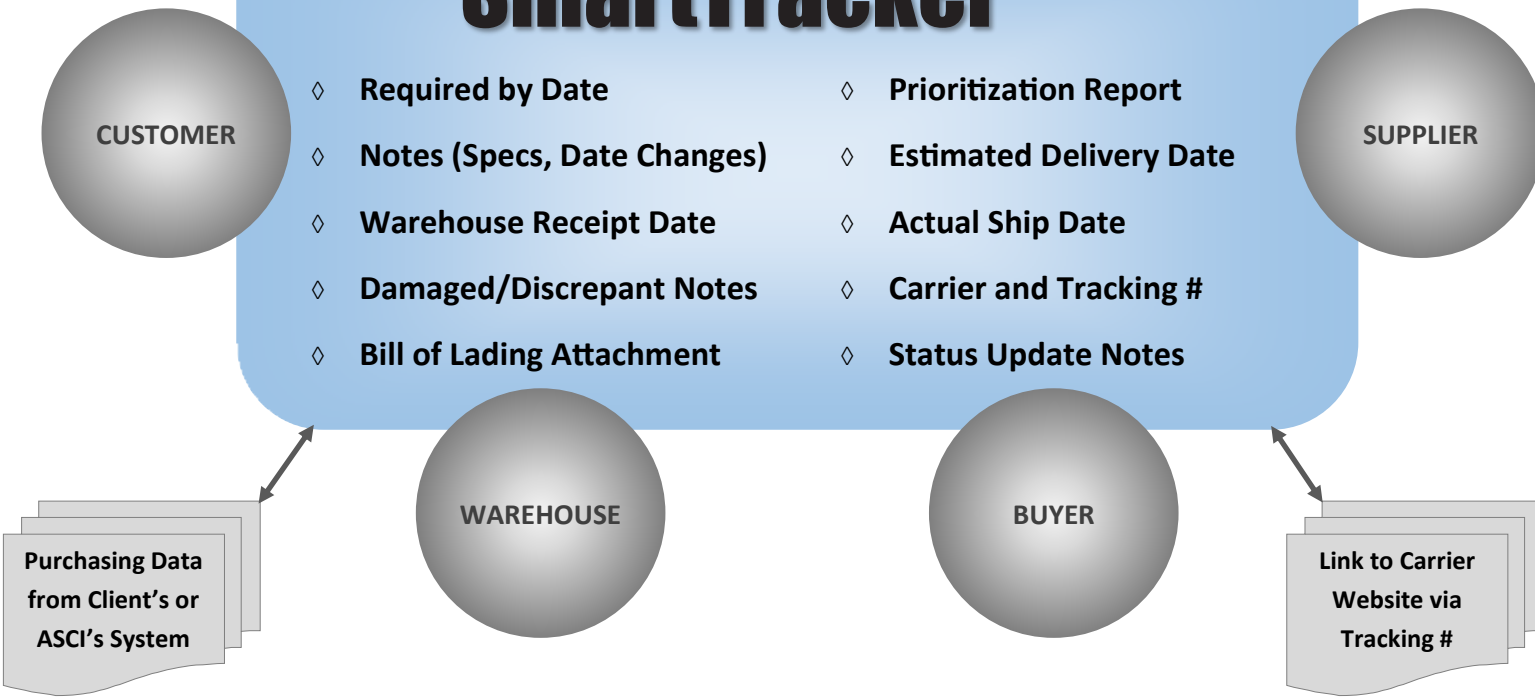 SmartTracker
CUSTOMER
SUPPLIER
◊ Required by Date
◊ Notes (Specs, Date Changes)
◊ Warehouse Receipt Date
◊ Damaged/Discrepant Notes
◊ Bill of Lading Attachment
◊ Prioritization Report
◊ Estimated Delivery Date
◊ Actual Ship Date
◊ Carrier and Tracking #
◊ Status Update Notes
WAREHOUSE
BUYER
Purchasing Data
from Client’s or
ASCI’s System
Link to Carrier
Website via
Tracking #